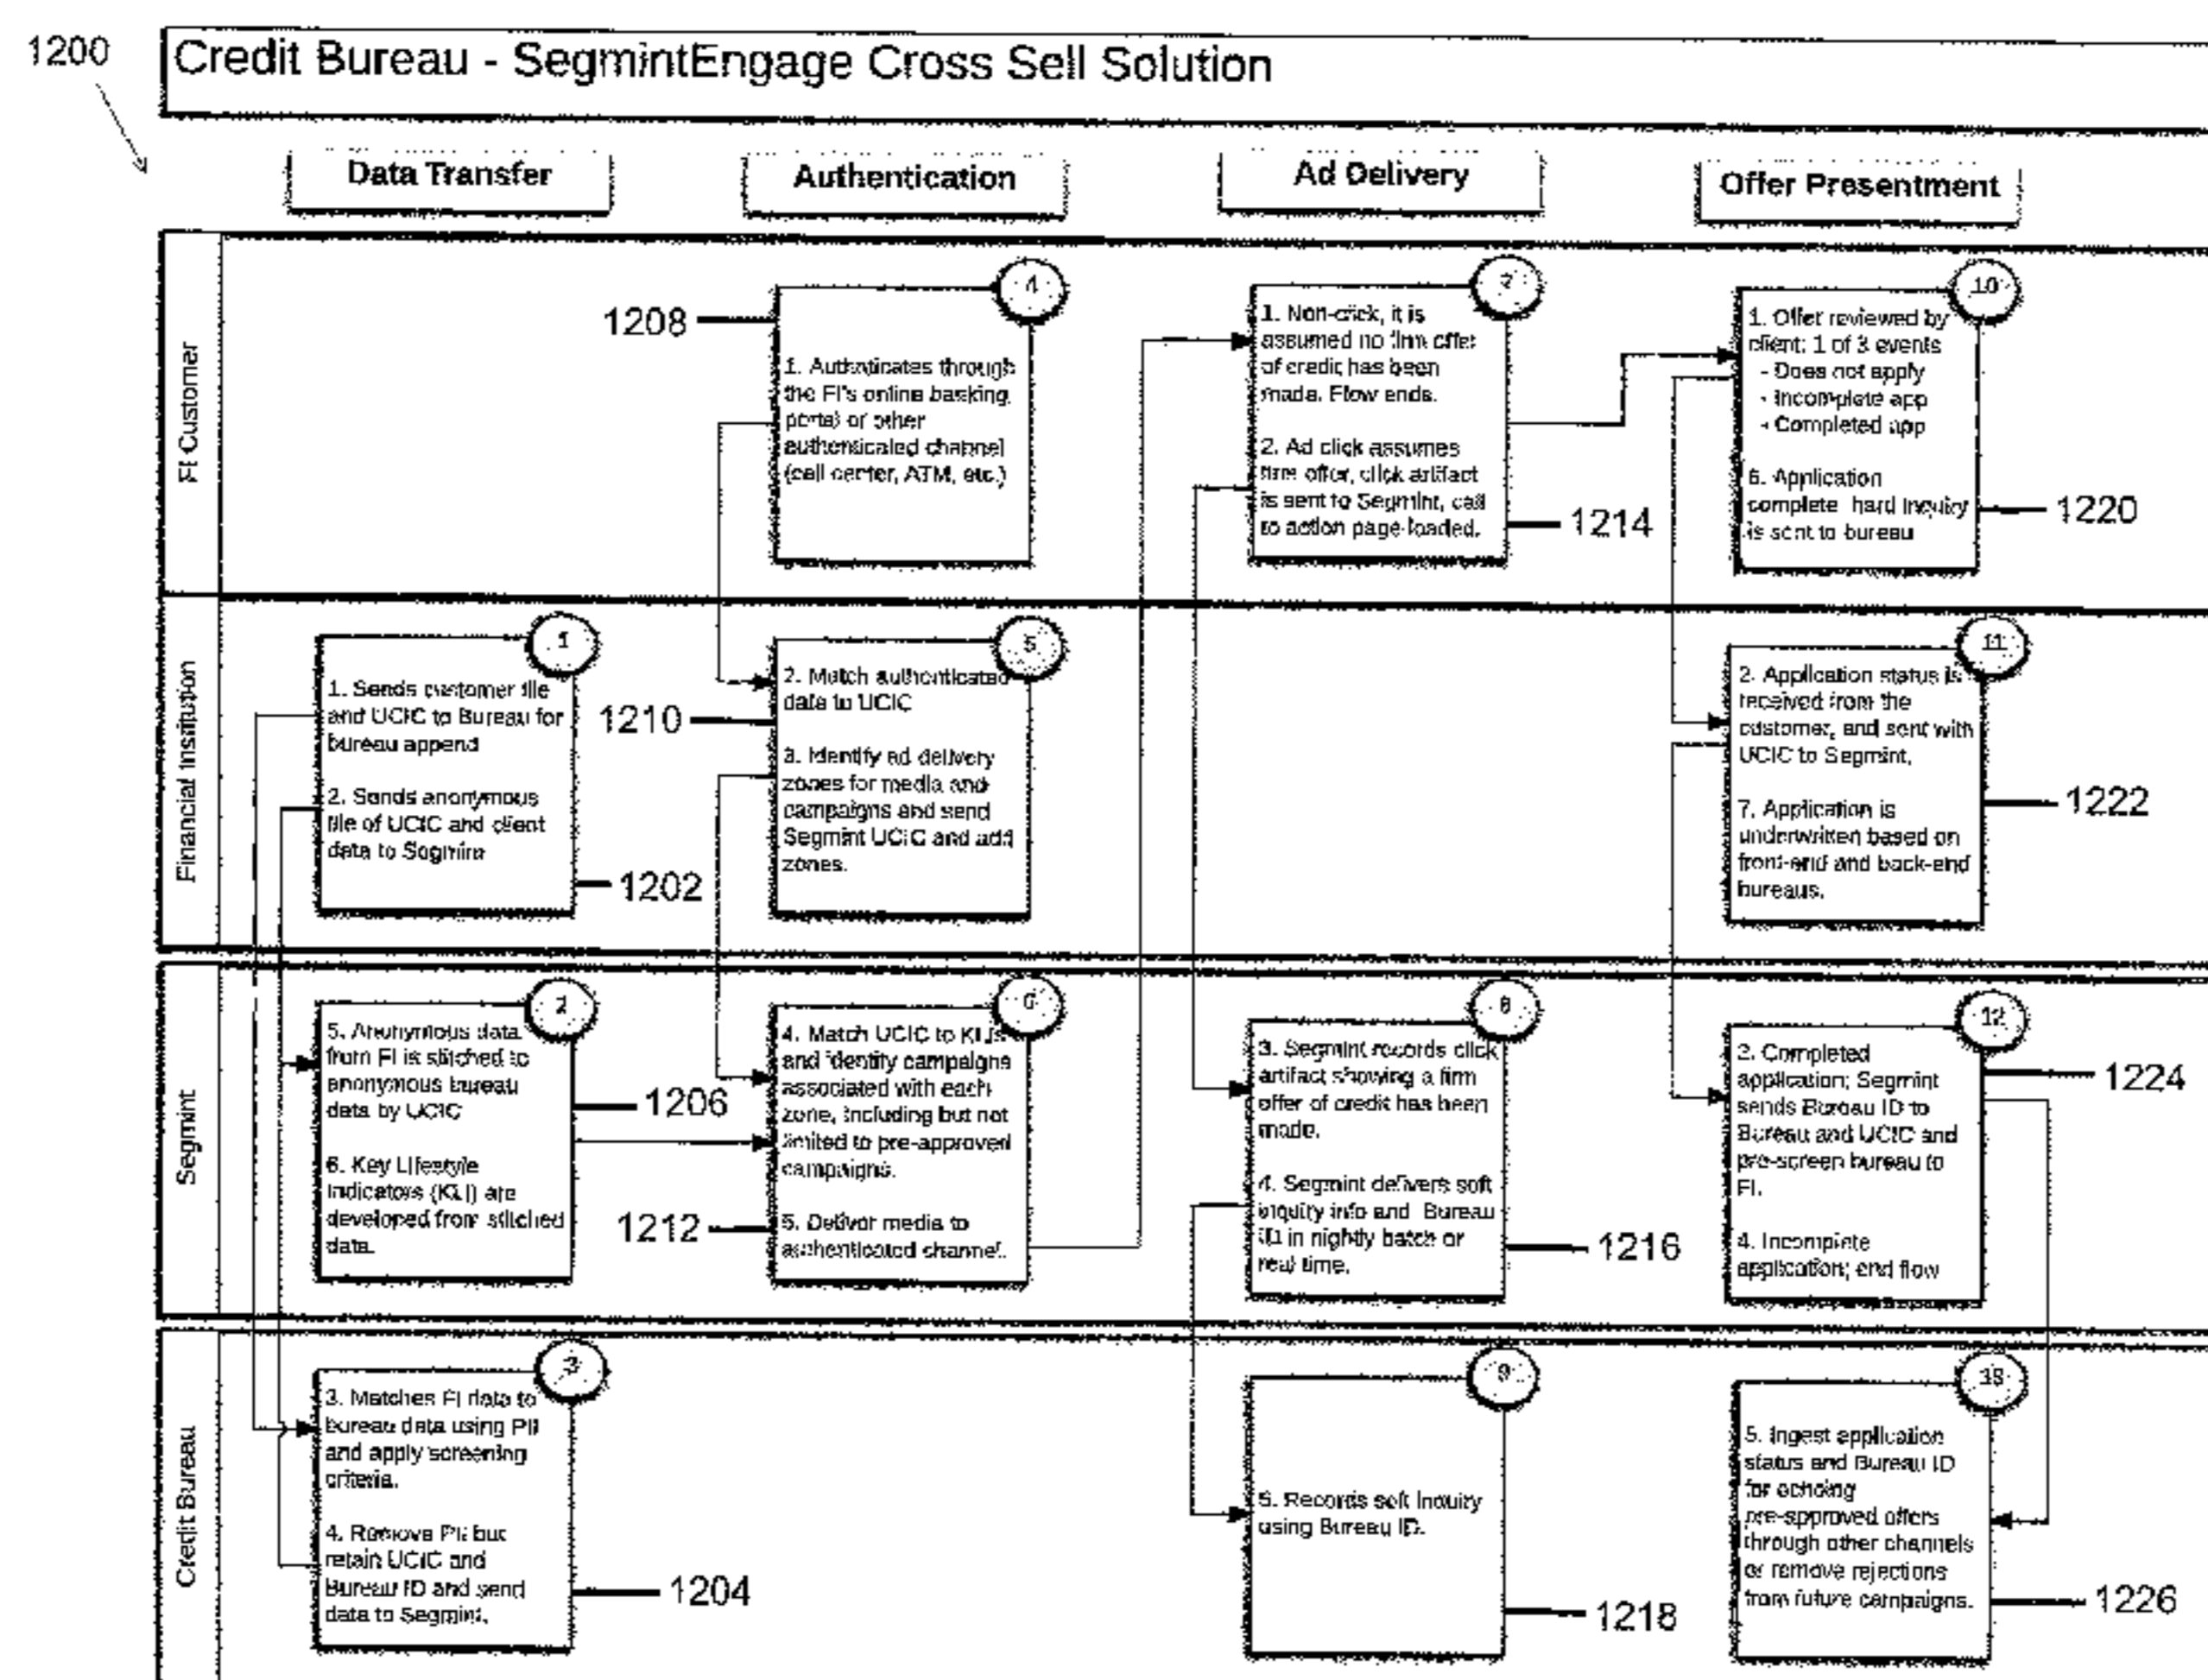 1200
Credit Bureau - SegmintEngage Cross Sell Solution
Data Transfer
Authentication
Ad Delivery
Offer Presentment
FI Customer
4
1208
1. Authenticates through
the FI's online banking
portal or other
authenticated channel
(call center, ATM, etc.)
7
1. Non-click, it is
assumed no firm offer
of credit has been
made. Flow ends.
2. Ad click assumes
firm offer, click artifact
is sent to Segmint, call
to action page loaded.
1214
10
1. Offer reviewed by
client: 1 of 3 events
- Does not apply
- Incomplete app
- Completed app
6. Application
complete hard inquiry
is sent to bureau
1220
Financial Institution
1
1. Sends customer file
and UCIC to Bureau for
bureau append
2. Sends anonymous
file of UCIC and client
data to Segmint
1202
5
2. Match authenticated
data to UCIC
1210
3. Identify ad delivery
zones for media and
campaigns and send
Segmint UCIC and add
zones.
11
2. Application status is
received from the
customer, and sent with
UCIC to Segmint.
7. Application is
underwritten based on
front-end and back-end
bureaus.
1222
Segmint
2
5. Anonymous data
from FI is stitched to
anonymous bureau
data by UCIC
1206
6. Key Lifestyle
Indicators (KLI) are
developed from stitched
data.
6
4. Match UCIC to KLIs
and identify campaigns
associated with each
zone, including but not
limited to pre-approved
campaigns.
1212
5. Deliver media to
authenticated channel.
8
3. Segmint records click
artifact showing a firm
offer of credit has been
made.
4. Segmint delivers soft
inquiry info and Bureau
ID in nightly batch or
real time.
1216
12
3. Completed
application; Segmint
sends Bureau ID to
Bureau and UCIC and
pre-screen bureau to
FI.
1224
4. Incomplete
application; end flow
Credit Bureau
3
3. Matches FI data to
bureau data using PII
and apply screening
criteria.
4. Remove PII but
retain UCIC and
Bureau ID and send
data to Segmint.
1204
9
5. Records soft Inquiry
using Bureau ID.
1218
13
5. Ingest application
status and Bureau ID
for echoing
pre-approved offers
through other channels
or remove rejections
from future campaigns.
1226